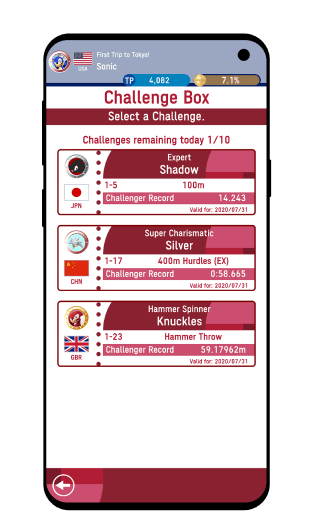 First Trip to Tokyo!
USA
Sonic
TP 4,082
7.1%
Challenge Box
Select a Challenge.
Challenges remaining today 1/10
Expert
Shadow
JPN
1-5 100m
Challenger Record 14.243
Valid for: 2020/07/31
Super Charismatic
Silver
CHN
1-17 400m Hurdles (EX)
Challenger Record 0:58.665
Valid for: 2020/07/31
Hammer Spinner
Knuckles
GBR
1-23 Hammer Throw
Challenger Record 59.17962m
Valid for: 2020/07/31